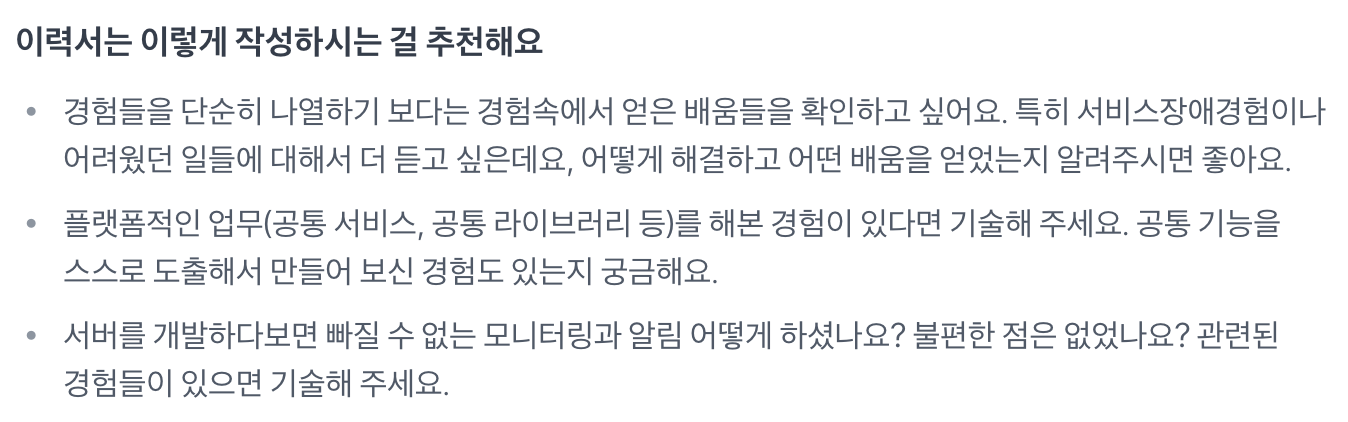 이력서는 이렇게 작성하시는 걸 추천해요
• 경험들을 단순히 나열하기 보다는 경험속에서 얻은 배움들을 확인하고 싶어요. 특히 서비스장애경험이나
어려웠던 일들에 대해서 더 듣고 싶은데요, 어떻게 해결하고 어떤 배움을 얻었는지 알려주시면 좋아요.
• 플랫폼적인 업무(공통 서비스, 공통 라이브러리 등)를 해본 경험이 있다면 기술해 주세요. 공통 기능을
스스로 도출해서 만들어 보신 경험도 있는지 궁금해요.
• 서버를 개발하다보면 빠질 수 없는 모니터링과 알림 어떻게 하셨나요? 불편한 점은 없었나요? 관련된
경험들이 있으면 기술해 주세요.